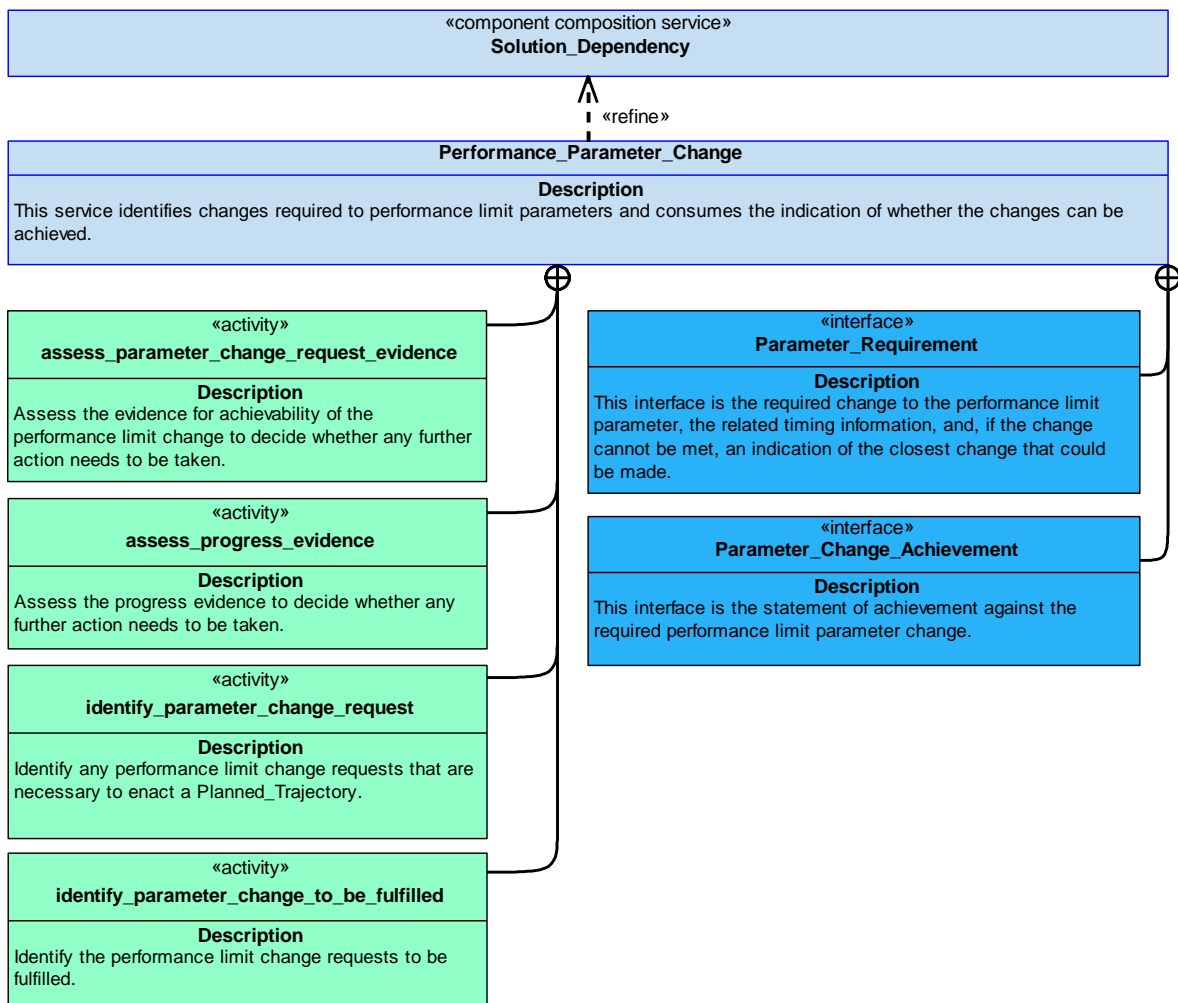 «component composition service»
Solution_Dependency
«refine»
Performance_Parameter_Change
Description
This service identifies changes required to performance limit parameters and consumes the indication of whether the changes can be
achieved.
«activity»
assess_parameter_change_request_evidence
Description
Assess the evidence for achievability of the
performance limit change to decide whether any further
action needs to be taken.
«activity»
assess_progress_evidence
Description
Assess the progress evidence to decide whether any
further action needs to be taken.
«activity»
identify_parameter_change_request
Description
Identify any performance limit change requests that are
necessary to enact a Planned_Trajectory.
«activity»
identify_parameter_change_to_be_fulfilled
Description
Identify the performance limit change requests to be
fulfilled.
«interface»
Parameter_Requirement
Description
This interface is the required change to the performance limit
parameter, the related timing information, and, if the change
cannot be met, an indication of the closest change that could
be made.
«interface»
Parameter_Change_Achievement
Description
This interface is the statement of achievement against the
required performance limit parameter change.